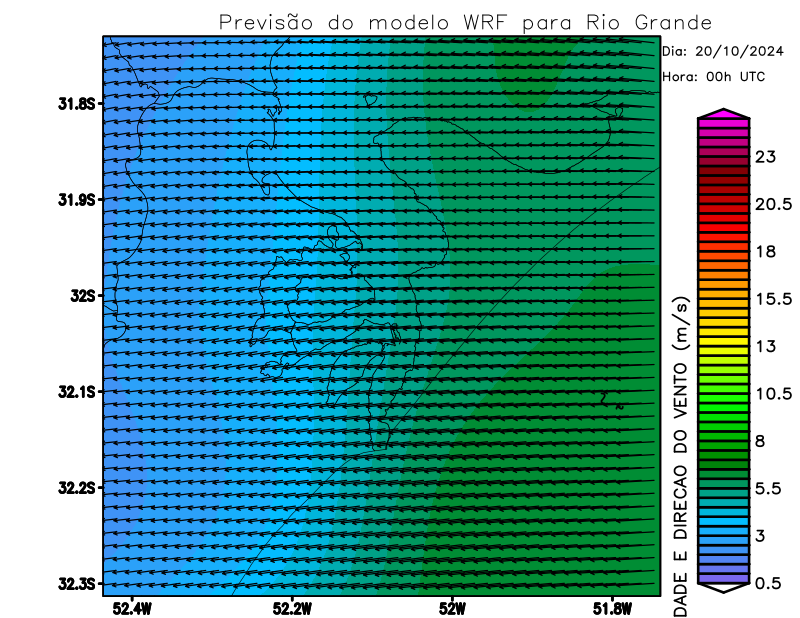 Previsão do modelo WRF para Rio Grande
Dia: 20/10/2024
Hora: 00h UTC
31.8S
31.9S
32S
32.1S
32.2S
32.3S
52.4W
52.2W
52W
51.8W
DADE E DIRECAO DO VENTO (m/s)
23
20.5
18
15.5
13
10.5
8
5.5
3
0.5